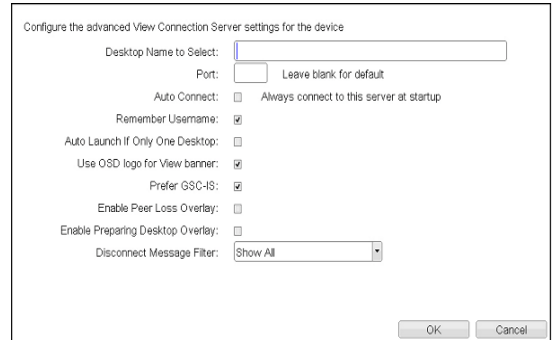 Configure the advanced View Connection Server settings for the device
Desktop Name to Select:
Port: Leave blank for default
Auto Connect: Always connect to this server at startup
Remember Username:
Auto Launch If Only One Desktop:
Use OSD logo for View banner:
Prefer GSC-IS:
Enable Peer Loss Overlay:
Enable Preparing Desktop Overlay:
Disconnect Message Filter: Show All
OK Cancel